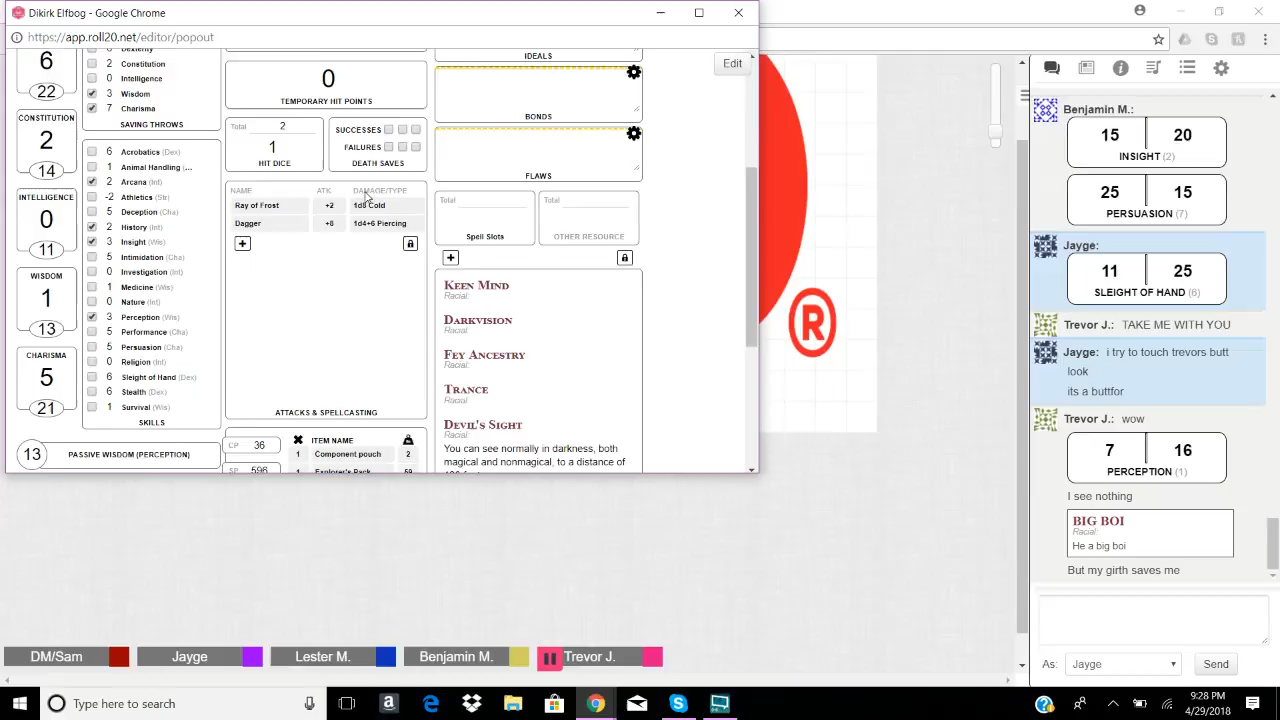 Dikirk Elfbog - Google Chrome
https://app.roll20.net/editor/popout
Edit
6
22
CONSTITUTION
2
14
INTELLIGENCE
0
11
WISDOM
1
13
CHARISMA
5
21
Dexterity
2 Constitution
0 Intelligence
3 Wisdom
7 Charisma
SAVING THROWS
6 Acrobatics (Dex)
1 Animal Handling (...
2 Arcana (Int)
-2 Athletics (Str)
5 Deception (Cha)
2 History (Int)
3 Insight (Wis)
5 Intimidation (Cha)
0 Investigation (Int)
1 Medicine (Wis)
0 Nature (Int)
3 Perception (Wis)
5 Performance (Cha)
5 Persuasion (Cha)
0 Religion (Int)
6 Sleight of Hand (Dex)
6 Stealth (Dex)
1 Survival (Wis)
SKILLS
13 PASSIVE WISDOM (PERCEPTION)
0
TEMPORARY HIT POINTS
Total 2
1
HIT DICE
SUCCESSES
FAILURES
DEATH SAVES
NAME ATK DAMAGE/TYPE
Ray of Frost +2 1d8 Cold
Dagger +8 1d4+6 Piercing
ATTACKS & SPELLCASTING
CP 36
SP 596
ITEM NAME
1 Component pouch 2
1 Explorer's Pack 59
IDEALS
BONDS
FLAWS
Total
Spell Slots
Total
OTHER RESOURCE
KEEN MIND
Racial:
DARKVISION
Racial
FEY ANCESTRY
Racial:
TRANCE
Racial
DEVIL'S SIGHT
Racial:
You can see normally in darkness, both
magical and nonmagical, to a distance of
®
Benjamin M.:
15 20
INSIGHT (2)
25 15
PERSUASION (7)
Jayge:
11 25
SLEIGHT OF HAND (6)
Trevor J.: TAKE ME WITH YOU
Jayge: i try to touch trevors butt
look
its a buttfor
Trevor J.: wow
7 16
PERCEPTION (1)
I see nothing
BIG BOI
Racial:
He a big boi
But my girth saves me
As: Jayge Send
DM/Sam Jayge Lester M. Benjamin M. Trevor J.
Type here to search
9:28 PM
4/29/2018